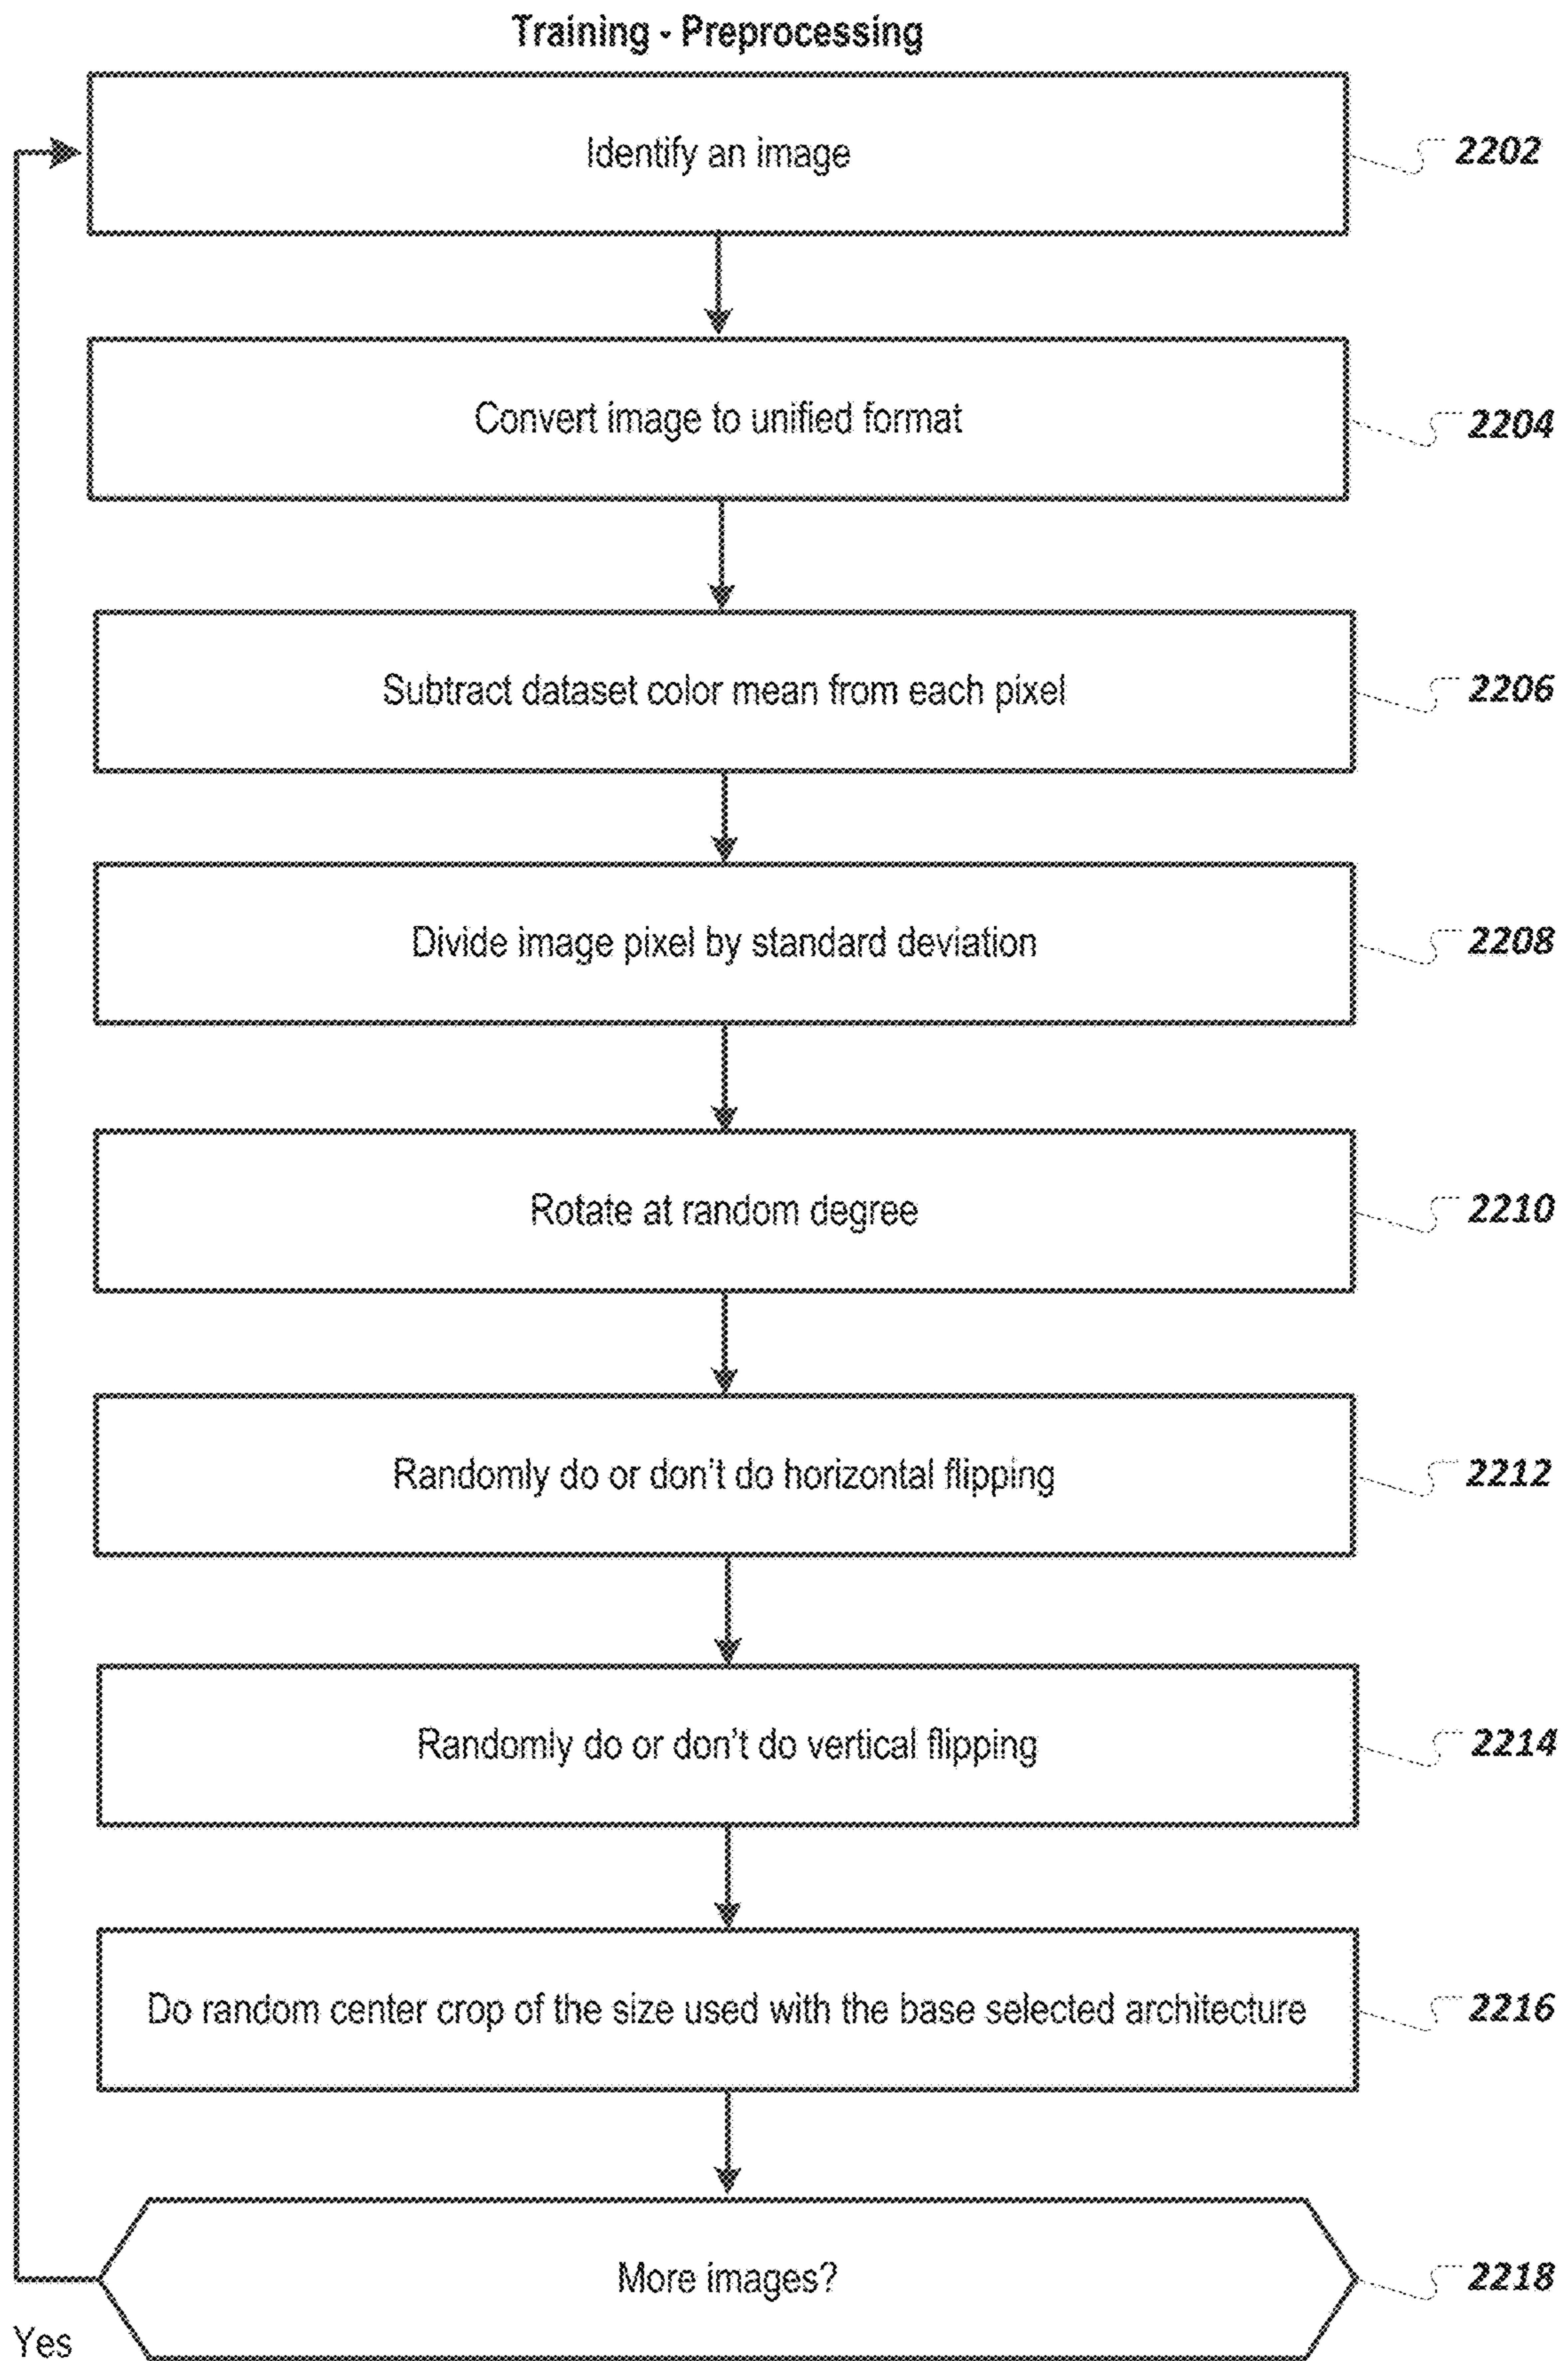 Training - Preprocessing
Identify an image
2202
Convert image to unified format
2204
Subtract dataset color mean from each pixel
2206
Divide image pixel by standard deviation
2208
Rotate at random degree
2210
Randomly do or don't do horizontal flipping
2212
Randomly do or don't do vertical flipping
2214
Do random center crop of the size used with the base selected architecture
2216
More images?
2218
Yes